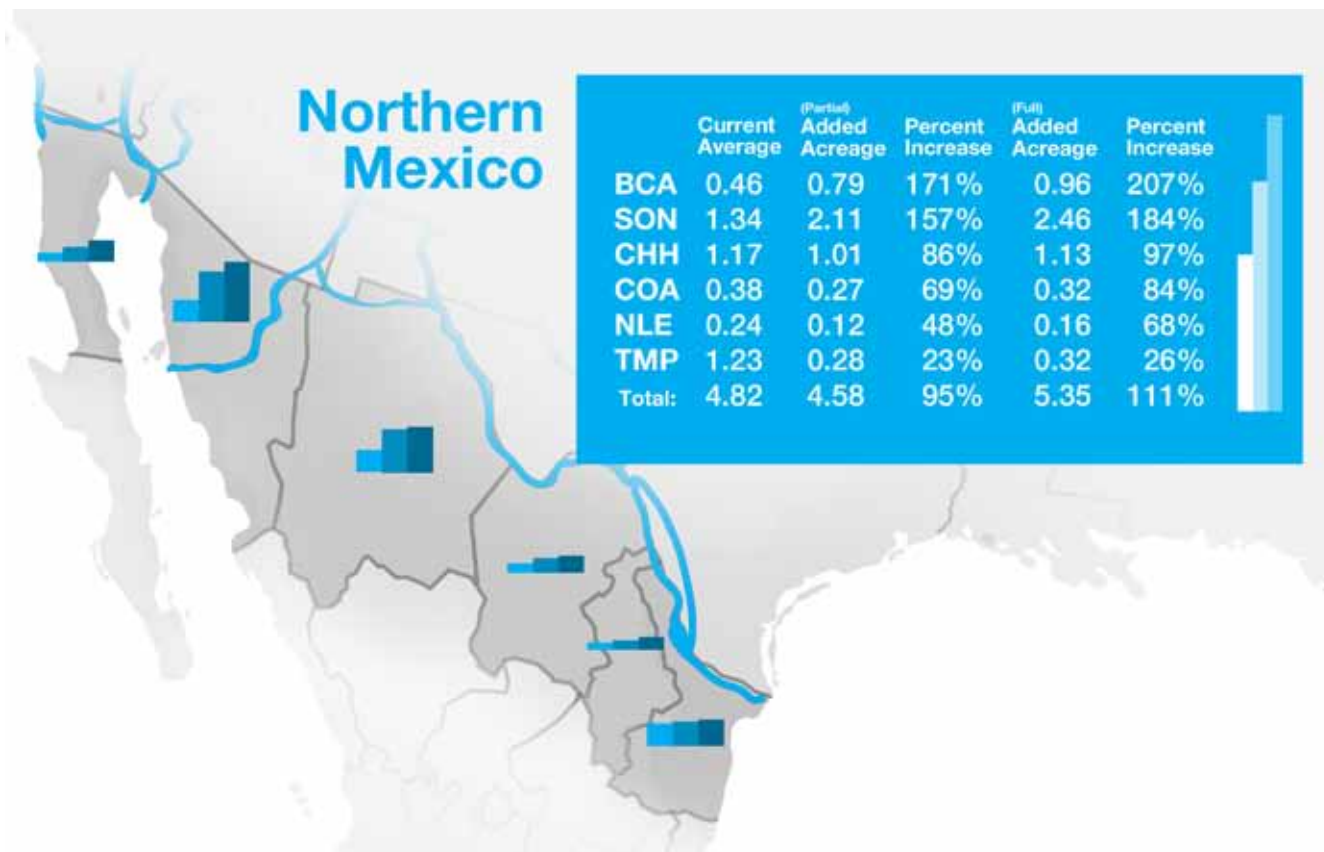 Northern
Mexico
(Partial) (Full)
Current Added Percent Added Percent
Average Acreage Increase Acreage Increase
BCA 0.46 0.79 171% 0.96 207%
SON 1.34 2.11 157% 2.46 184%
CHH 1.17 1.01 86% 1.13 97%
COA 0.38 0.27 69% 0.32 84%
NLE 0.24 0.12 48% 0.16 68%
TMP 1.23 0.28 23% 0.32 26%
Total: 4.82 4.58 95% 5.35 111%